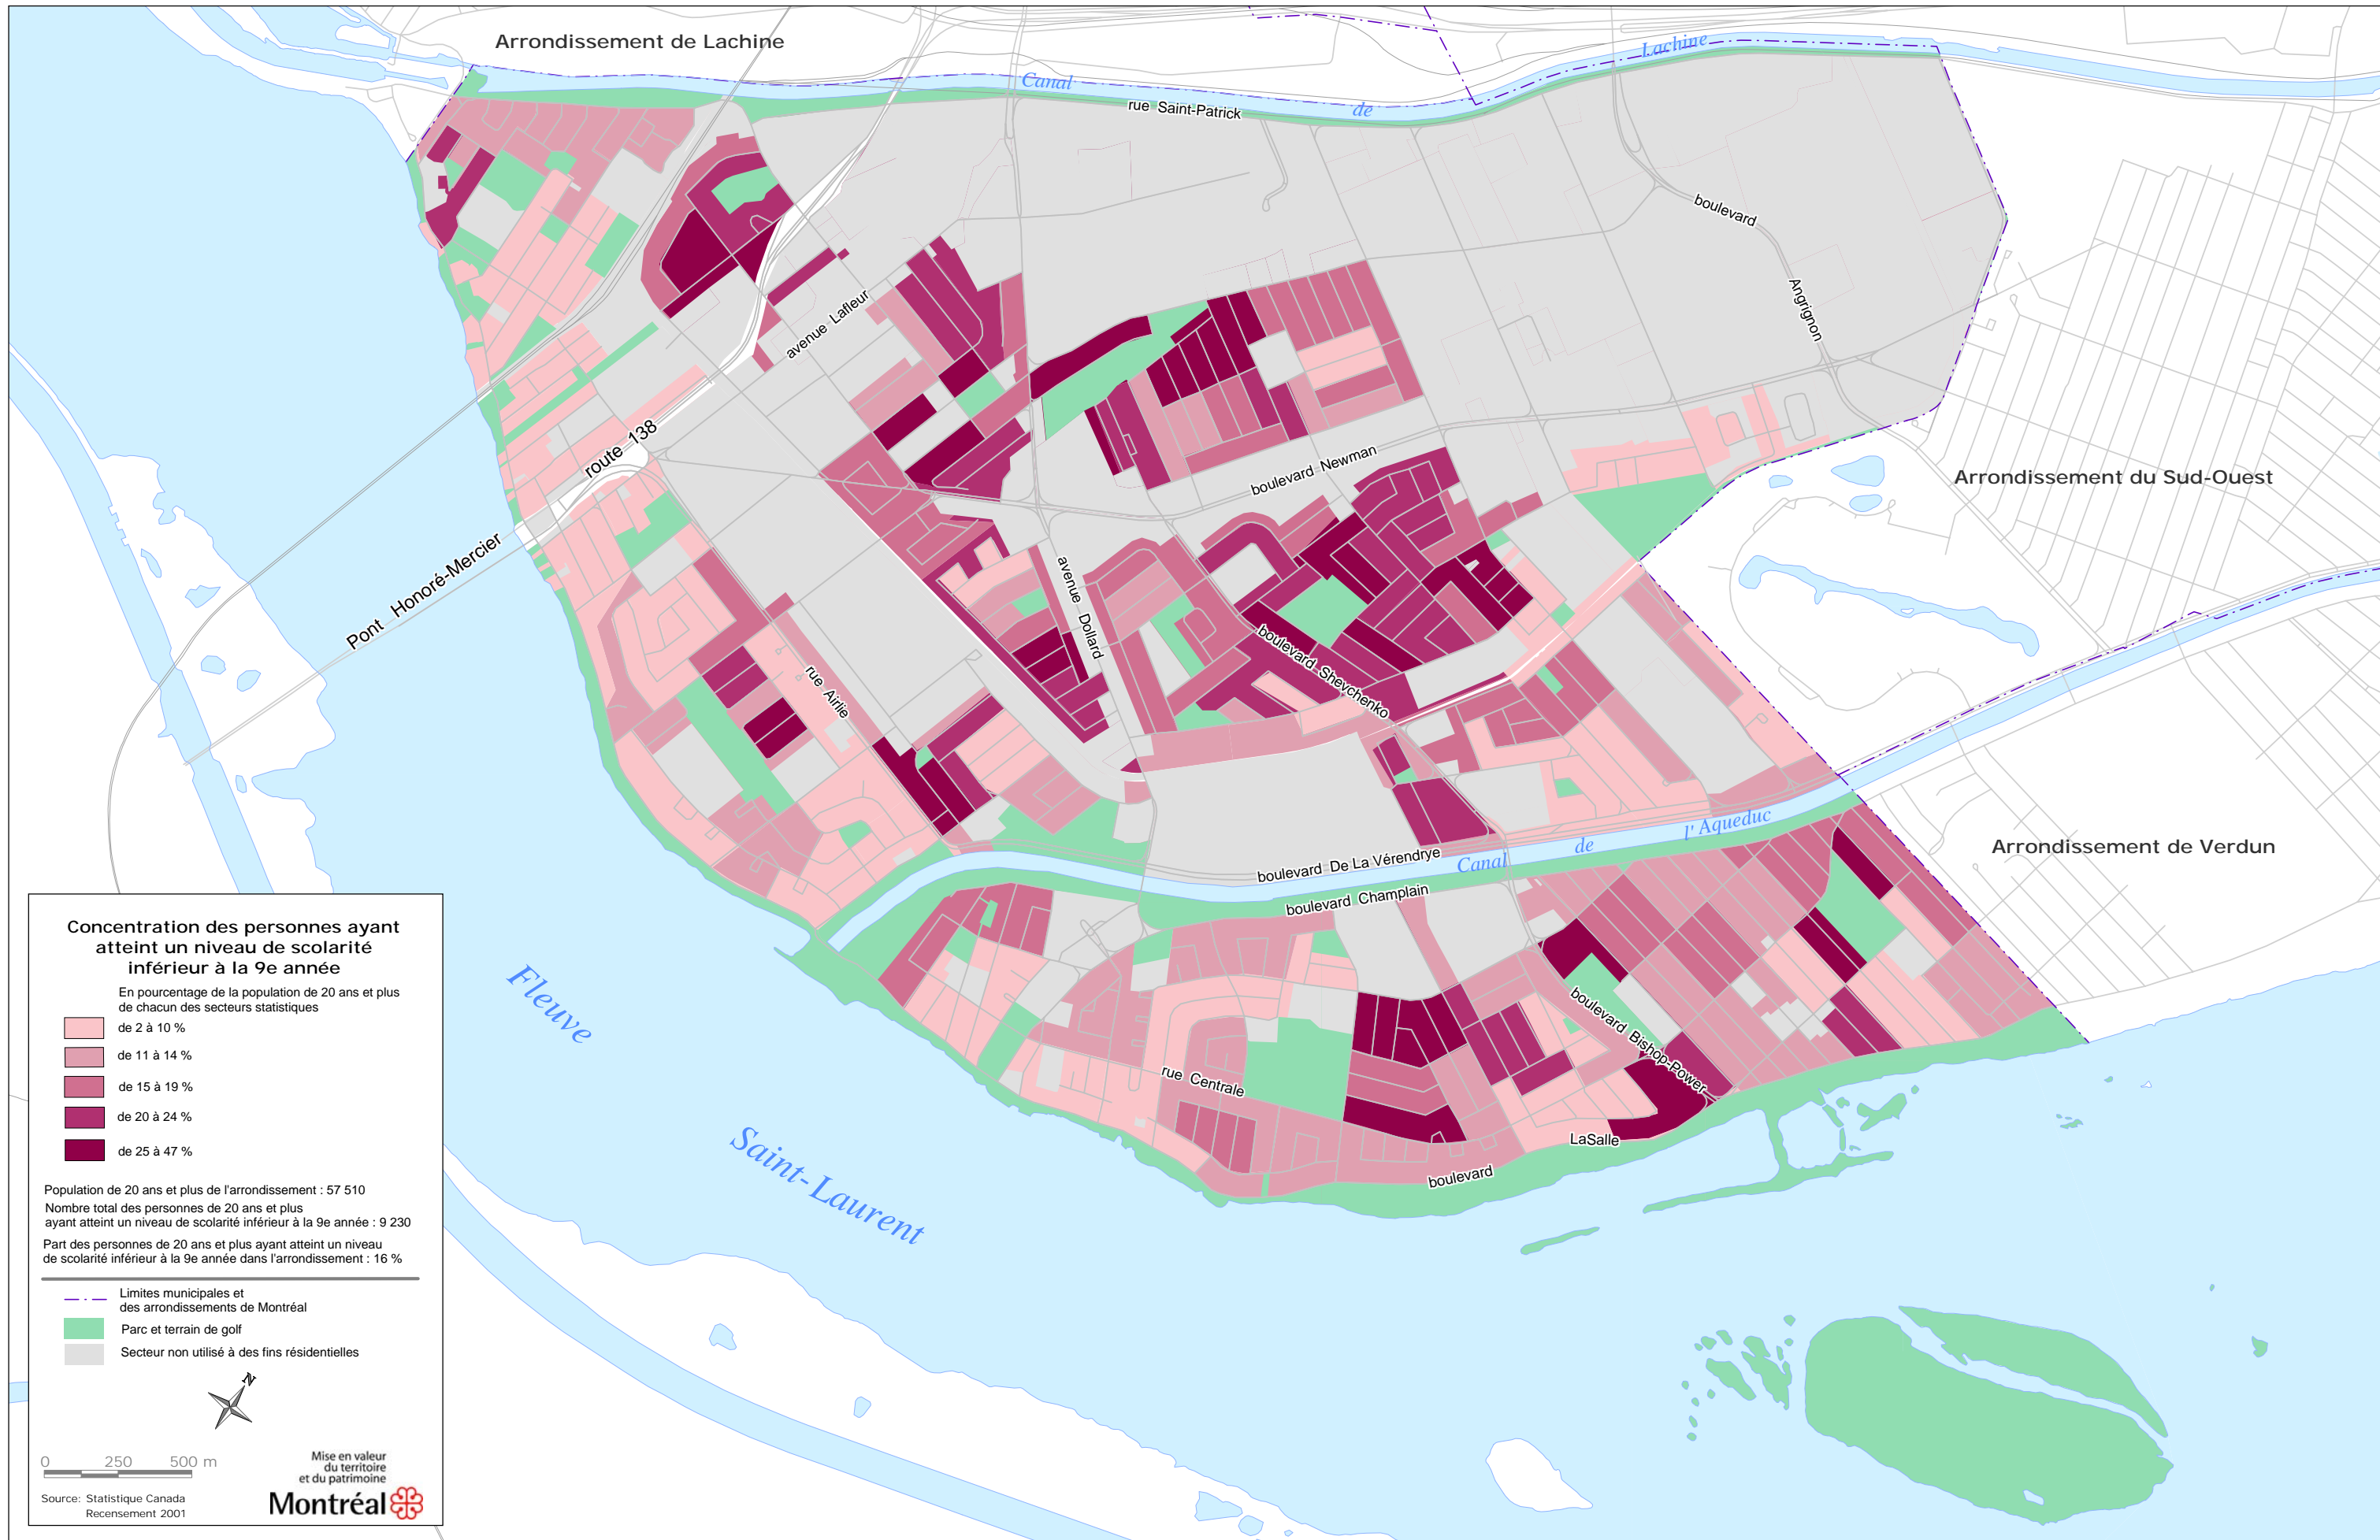 Arrondissement de Lachine
Canal
de
Lachine
rue Saint-Patrick
boulevard
Angrignon
avenue Lafleur
route 138
boulevard Newman
Arrondissement du Sud-Ouest
Pont Honoré-Mercier
avenue Dollard
boulevard Shevchenko
rue Airlie
Arrondissement de Verdun
boulevard De La Vérendrye
Canal
de
l'Aqueduc
boulevard Champlain
boulevard Bishop-Power
rue Centrale
boulevard
LaSalle
Fleuve
Saint-Laurent
Concentration des personnes ayant
atteint un niveau de scolarité
inférieur à la 9e année
En pourcentage de la population de 20 ans et plus
de chacun des secteurs statistiques
de 2 à 10 %
de 11 à 14 %
de 15 à 19 %
de 20 à 24 %
de 25 à 47 %
Population de 20 ans et plus de l'arrondissement : 57 510
Nombre total des personnes de 20 ans et plus
ayant atteint un niveau de scolarité inférieur à la 9e année : 9 230
Part des personnes de 20 ans et plus ayant atteint un niveau
de scolarité inférieur à la 9e année dans l'arrondissement : 16 %
Limites municipales et
des arrondissements de Montréal
Parc et terrain de golf
Secteur non utilisé à des fins résidentielles
N
0 250 500 m
Source: Statistique Canada
Recensement 2001
Mise en valeur
du territoire
et du patrimoine
Montréal